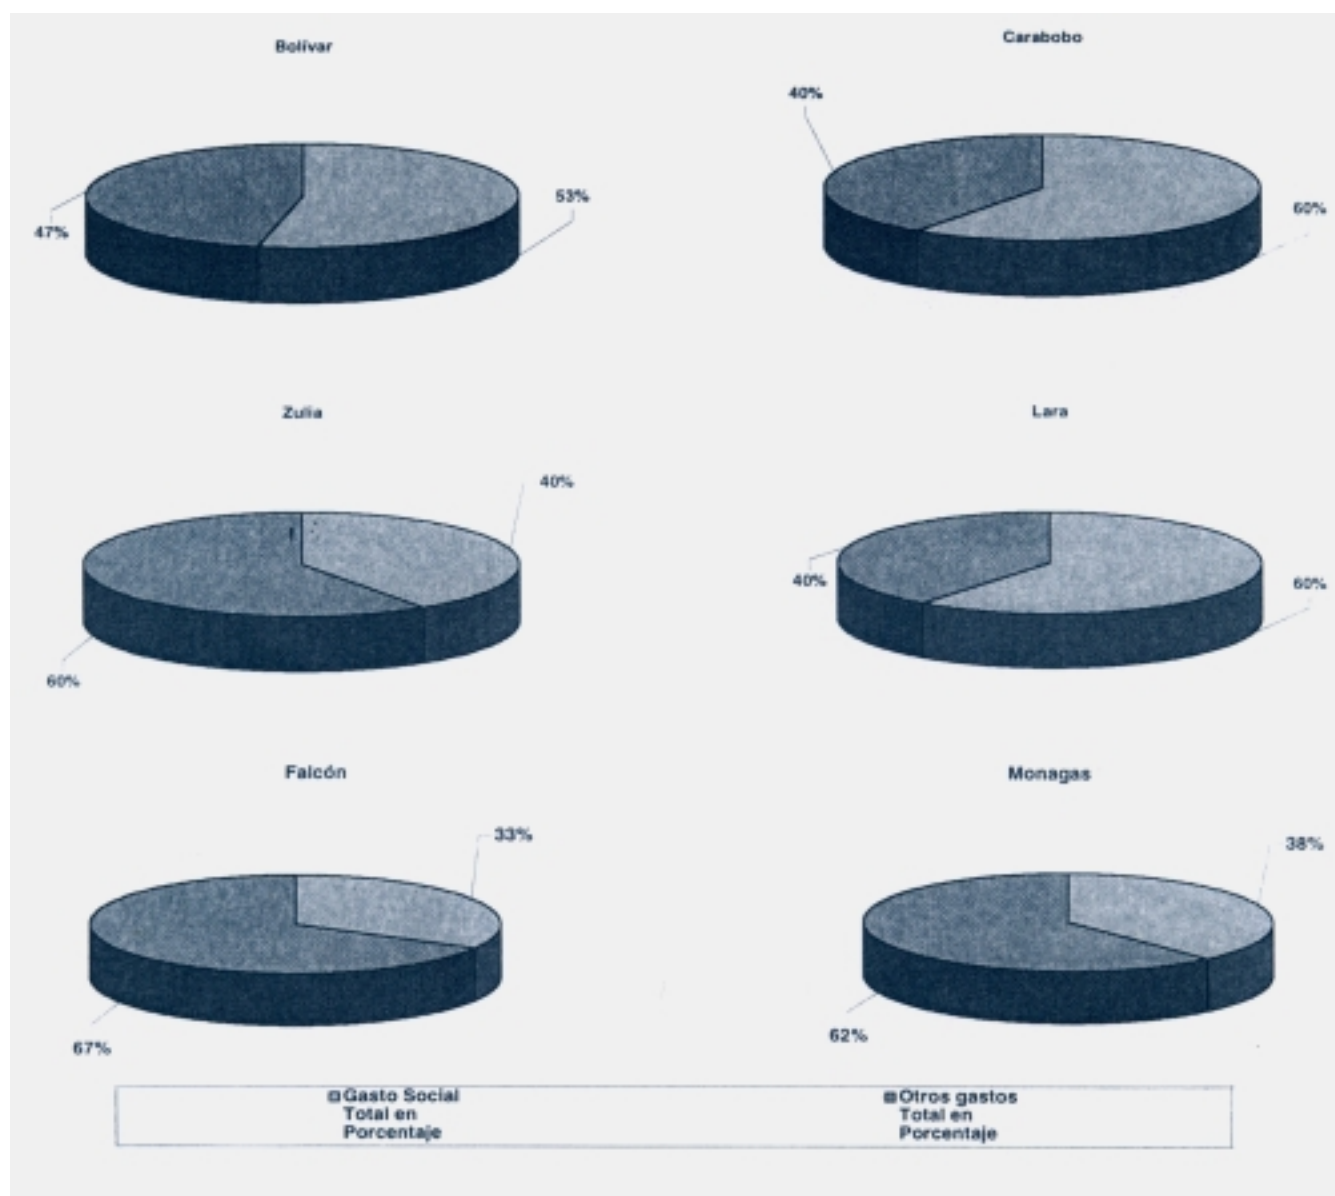 Bolívar
47%
53%
Carabobo
40%
60%
Zulia
40%
60%
Lara
40%
60%
Falcón
33%
67%
Monagas
38%
62%
Gasto Social
Total en
Porcentaje
Otros gastos
Total en
Porcentaje